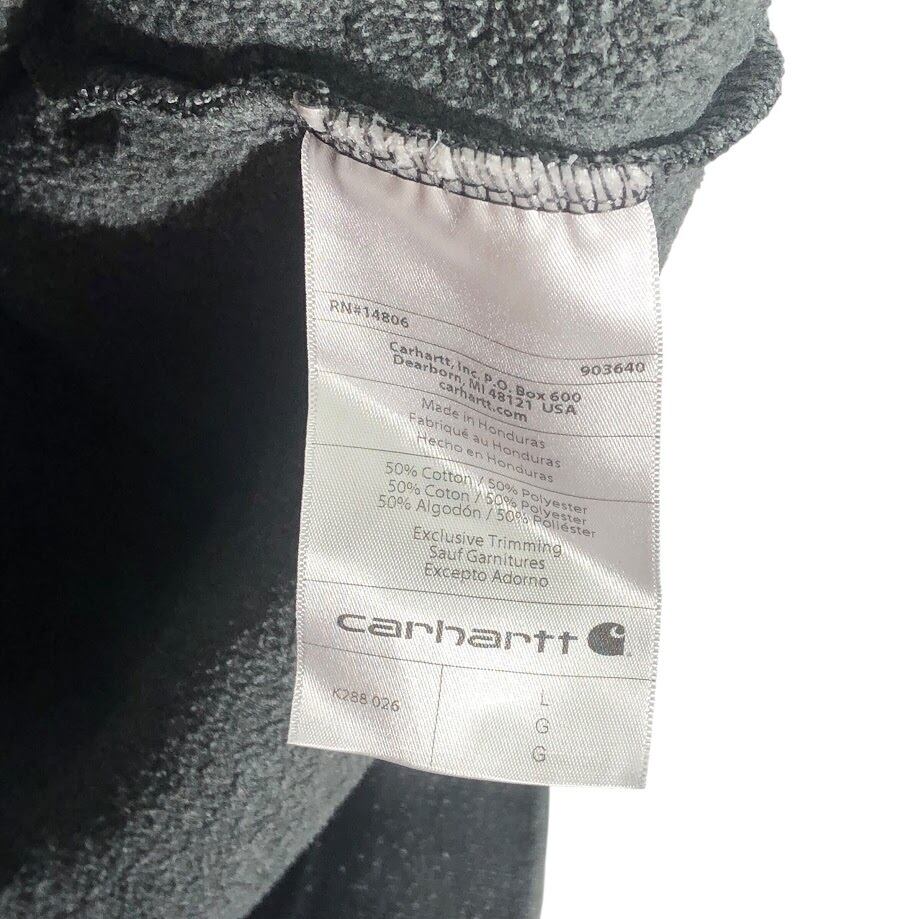 RN#14806
903640
Carhartt, Inc. P.O. Box 600
Dearborn, MI 48121 USA
carhartt.com
Made in Honduras
Fabriqué au Honduras
Hecho en Honduras
50% Cotton / 50% Polyester
50% Coton / 50% Polyester
50% Algodón / 50% Poliéster
Exclusive Trimming
Sauf Garnitures
Excepto Adorno
carhartt
K288 026
L
G
G